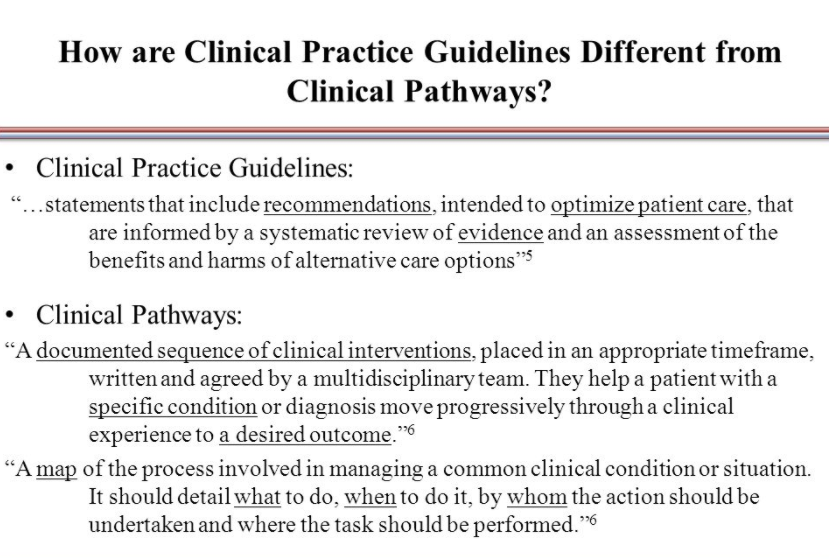 How are Clinical Practice Guidelines Different from
Clinical Pathways?
• Clinical Practice Guidelines:
“…statements that include recommendations, intended to optimize patient care, that
are informed by a systematic review of evidence and an assessment of the
benefits and harms of alternative care options”5
• Clinical Pathways:
“A documented sequence of clinical interventions, placed in an appropriate timeframe,
written and agreed by a multidisciplinary team. They help a patient with a
specific condition or diagnosis move progressively through a clinical
experience to a desired outcome.”6
“A map of the process involved in managing a common clinical condition or situation.
It should detail what to do, when to do it, by whom the action should be
undertaken and where the task should be performed.”6